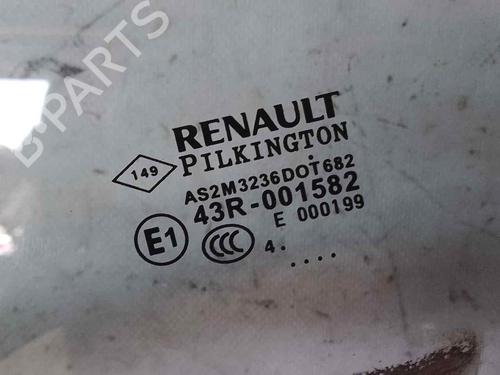 B-PARTS
RENAULT
149 PILKINGTON
AS2M3236DOT682
43R-001582
E1 CCC E 000199
4. ....